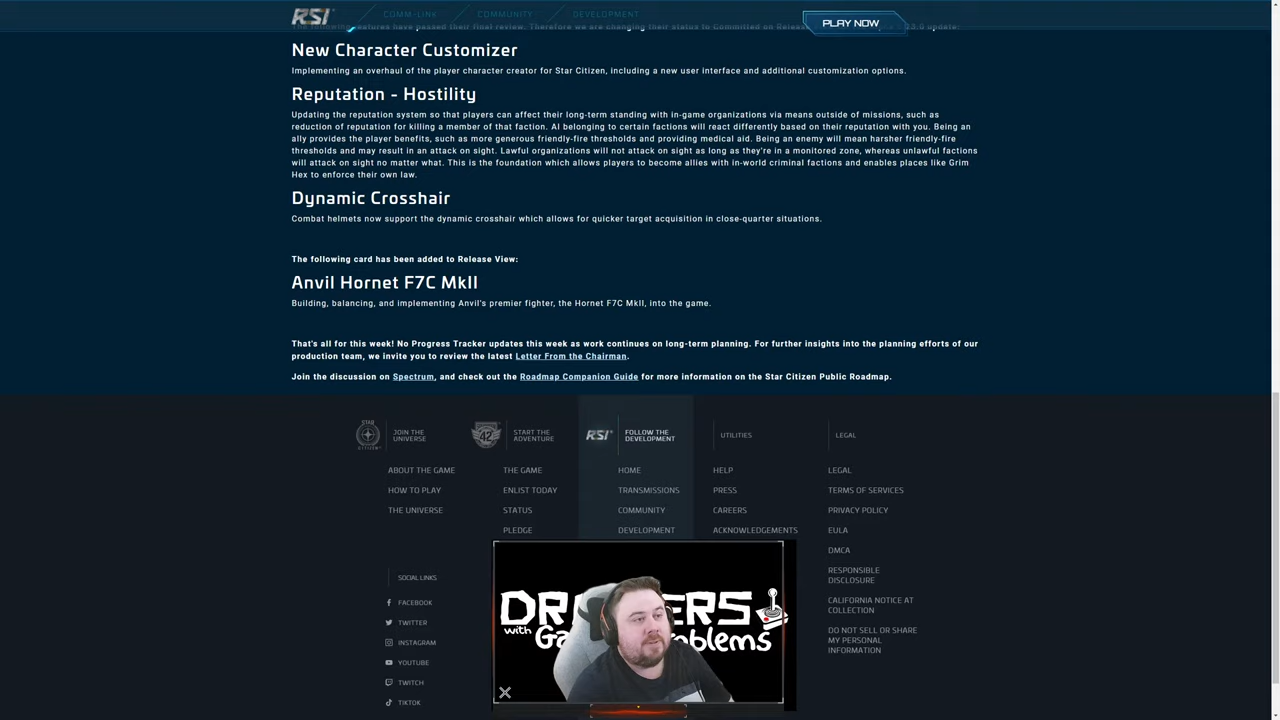 RSI
COMM-LINK
COMMUNITY
DEVELOPMENT
PLAY NOW
New Character Customizer
Implementing an overhaul of the player character creator for Star Citizen, including a new user interface and additional customization options.
Reputation - Hostility
Updating the reputation system so that players can affect their long-term standing with in-game organizations via means outside of missions, such as
reduction of reputation for killing a member of that faction. AI belonging to certain factions will react differently based on their reputation with you. Being an
ally provides the player benefits, such as more generous friendly-fire thresholds and providing medical aid. Being an enemy will mean harsher friendly-fire
thresholds and may result in an attack on sight. Lawful organizations will not attack on sight as long as they're in a monitored zone, whereas unlawful factions
will attack on sight no matter what. This is the foundation which allows players to become allies with in-world criminal factions and enables places like Grim
Hex to enforce their own law.
Dynamic Crosshair
Combat helmets now support the dynamic crosshair which allows for quicker target acquisition in close-quarter situations.
The following card has been added to Release View:
Anvil Hornet F7C MkII
Building, balancing, and implementing Anvil's premier fighter, the Hornet F7C MkII, into the game.
That's all for this week! No Progress Tracker updates this week as work continues on long-term planning. For further insights into the planning efforts of our
production team, we invite you to review the latest Letter From the Chairman.
Join the discussion on Spectrum, and check out the Roadmap Companion Guide for more information on the Star Citizen Public Roadmap.
JOIN THE
UNIVERSE
ABOUT THE GAME
HOW TO PLAY
THE UNIVERSE
START THE
ADVENTURE
THE GAME
ENLIST TODAY
STATUS
PLEDGE
RSI
FOLLOW THE
DEVELOPMENT
HOME
TRANSMISSIONS
COMMUNITY
DEVELOPMENT
UTILITIES
HELP
PRESS
CAREERS
ACKNOWLEDGEMENTS
LEGAL
LEGAL
TERMS OF SERVICES
PRIVACY POLICY
EULA
DMCA
RESPONSIBLE
DISCLOSURE
CALIFORNIA NOTICE AT
COLLECTION
DO NOT SELL OR SHARE
MY PERSONAL
INFORMATION
SOCIAL LINKS
FACEBOOK
TWITTER
INSTAGRAM
YOUTUBE
TWITCH
TIKTOK
with